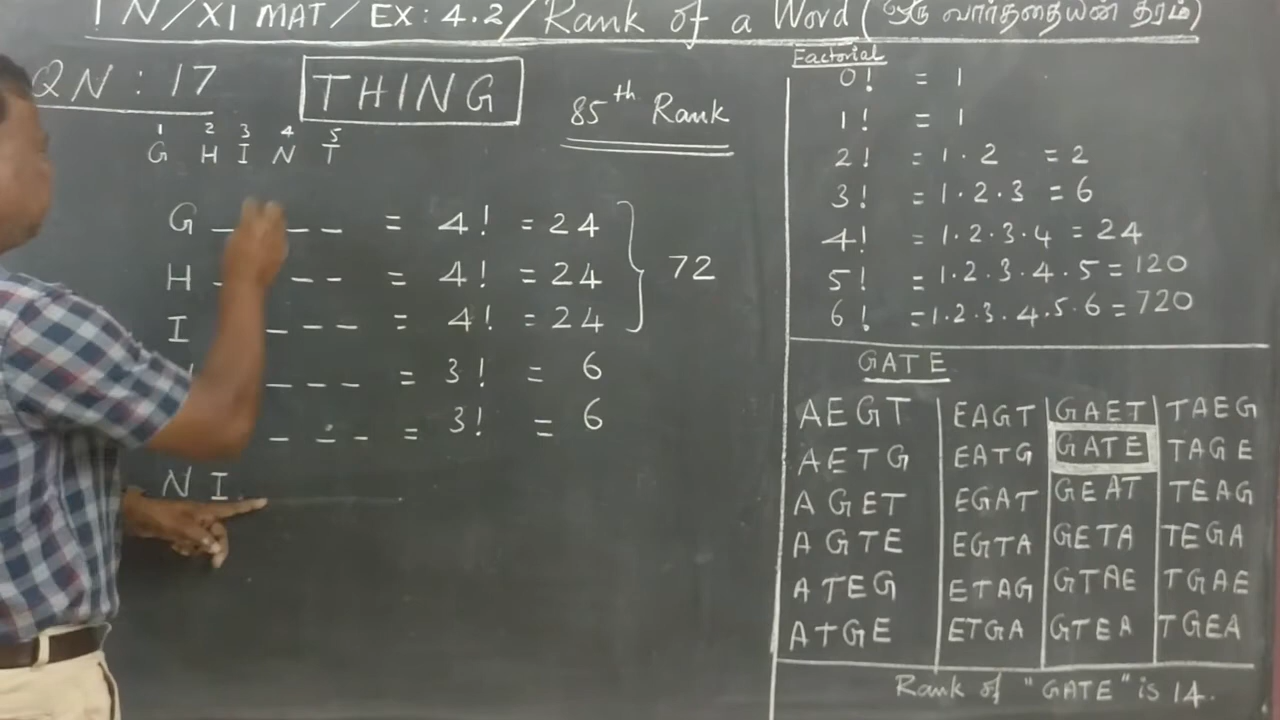 TN/XI MAT/EX: 4.2/Rank of a Word (ஒரு வார்த்தையின் தரம்)
QN : 17
THING
85th Rank
1 2 3 4 5
G H I N T
G _ _ _ _ = 4! = 24
H _ _ _ = 4! = 24
I _ _ _ = 4! = 24
72
_ _ _ = 3! = 6
_ _ _ = 3! = 6
N I
Factorial
0! = 1
1! = 1
2! = 1·2 = 2
3! = 1·2·3 = 6
4! = 1·2·3·4 = 24
5! = 1·2·3·4·5 = 120
6! = 1·2·3·4·5·6 = 720
GATE
AEGT EAGT GAET TAEG
AETG EATG GATE TAGE
AGET EGAT GEAT TEAG
AGTE EGTA GETA TEGA
ATEG ETAG GTAE TGAE
ATGE ETGA GTEA TGEA
Rank of "GATE" is 14.